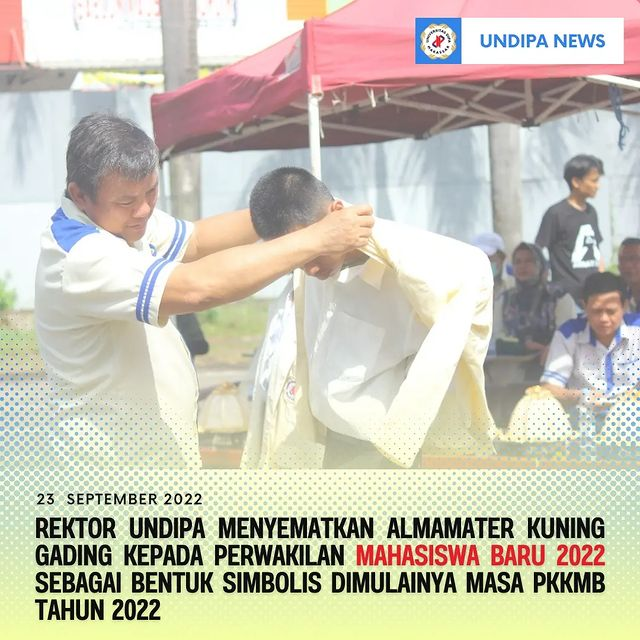 UNDIPA NEWS
23 SEPTEMBER 2022
REKTOR UNDIPA MENYEMATKAN ALMAMATER KUNING
GADING KEPADA PERWAKILAN MAHASISWA BARU 2022
SEBAGAI BENTUK SIMBOLIS DIMULAINYA MASA PKKMB
TAHUN 2022